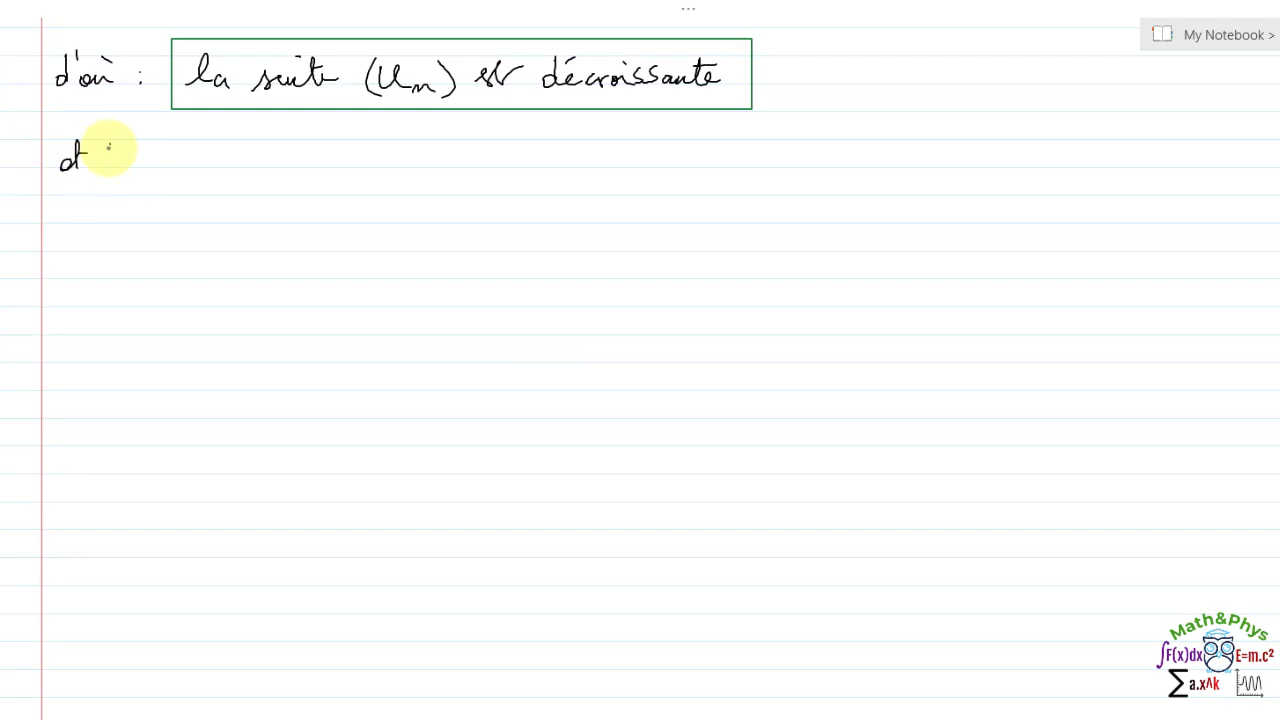 ...
My Notebook >
d'où : la suite (Un) est décroissante
d
Math&Phys
∫F(x)dx E=m.c²
∑ a.x^k